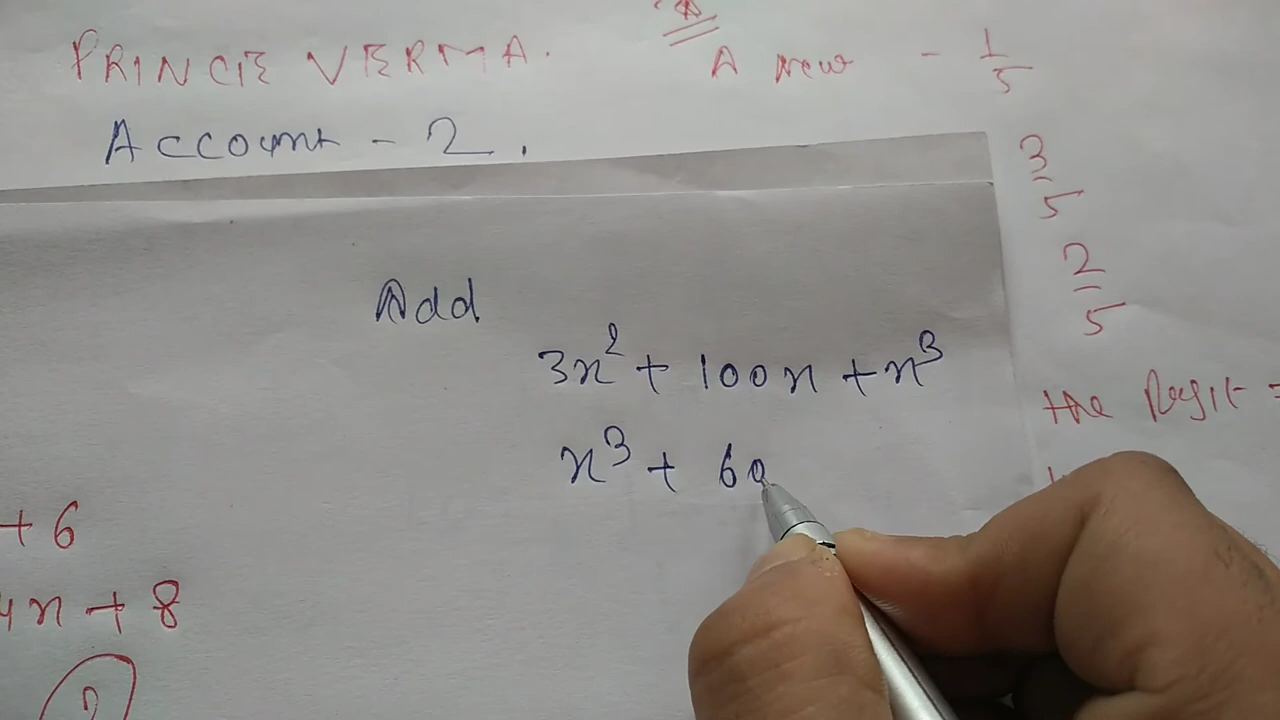 PRINCE VERMA.
A new - 1/5
Account - 2.
3/5
2/5
Add
3x² + 100x + x³
the
x³ + 60
+ 6
4x + 8